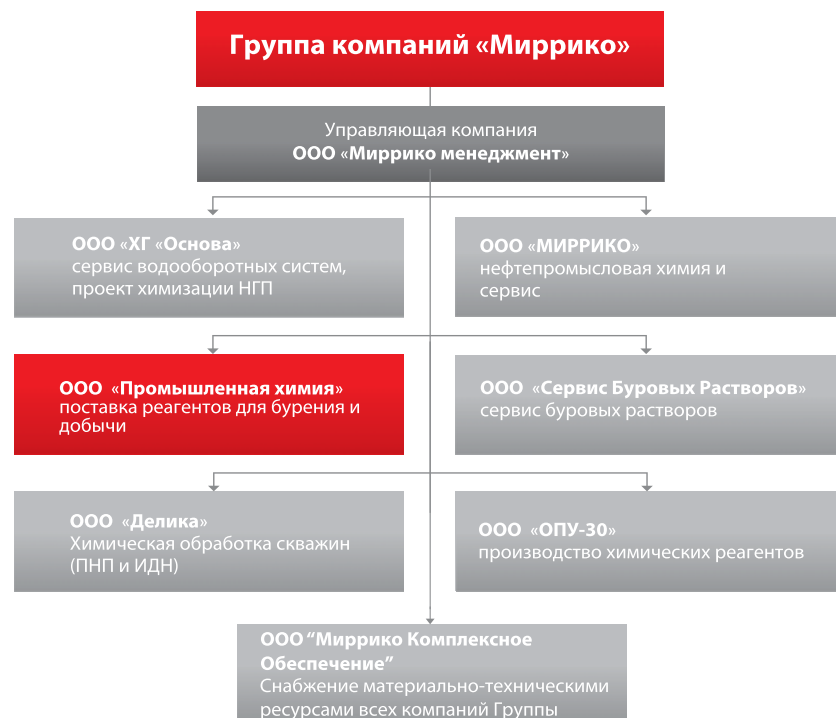 Группа компаний «Миррико»
Управляющая компания
ООО «Миррико менеджмент»
ООО «ХГ «Основа»
сервис водооборотных систем,
проект химизации НГП
ООО «МИРРИКО»
нефтепромысловая химия и
сервис
ООО «Промышленная химия»
поставка реагентов для бурения и
добычи
ООО «Сервис Буровых Растворов»
сервис буровых растворов
ООО «Делика»
Химическая обработка скважин
(ПНП и ИДН)
ООО «ОПУ-30»
производство химических реагентов
ООО “Миррико Комплексное
Обеспечение”
Снабжение материально-техническими
ресурсами всех компаний Группы